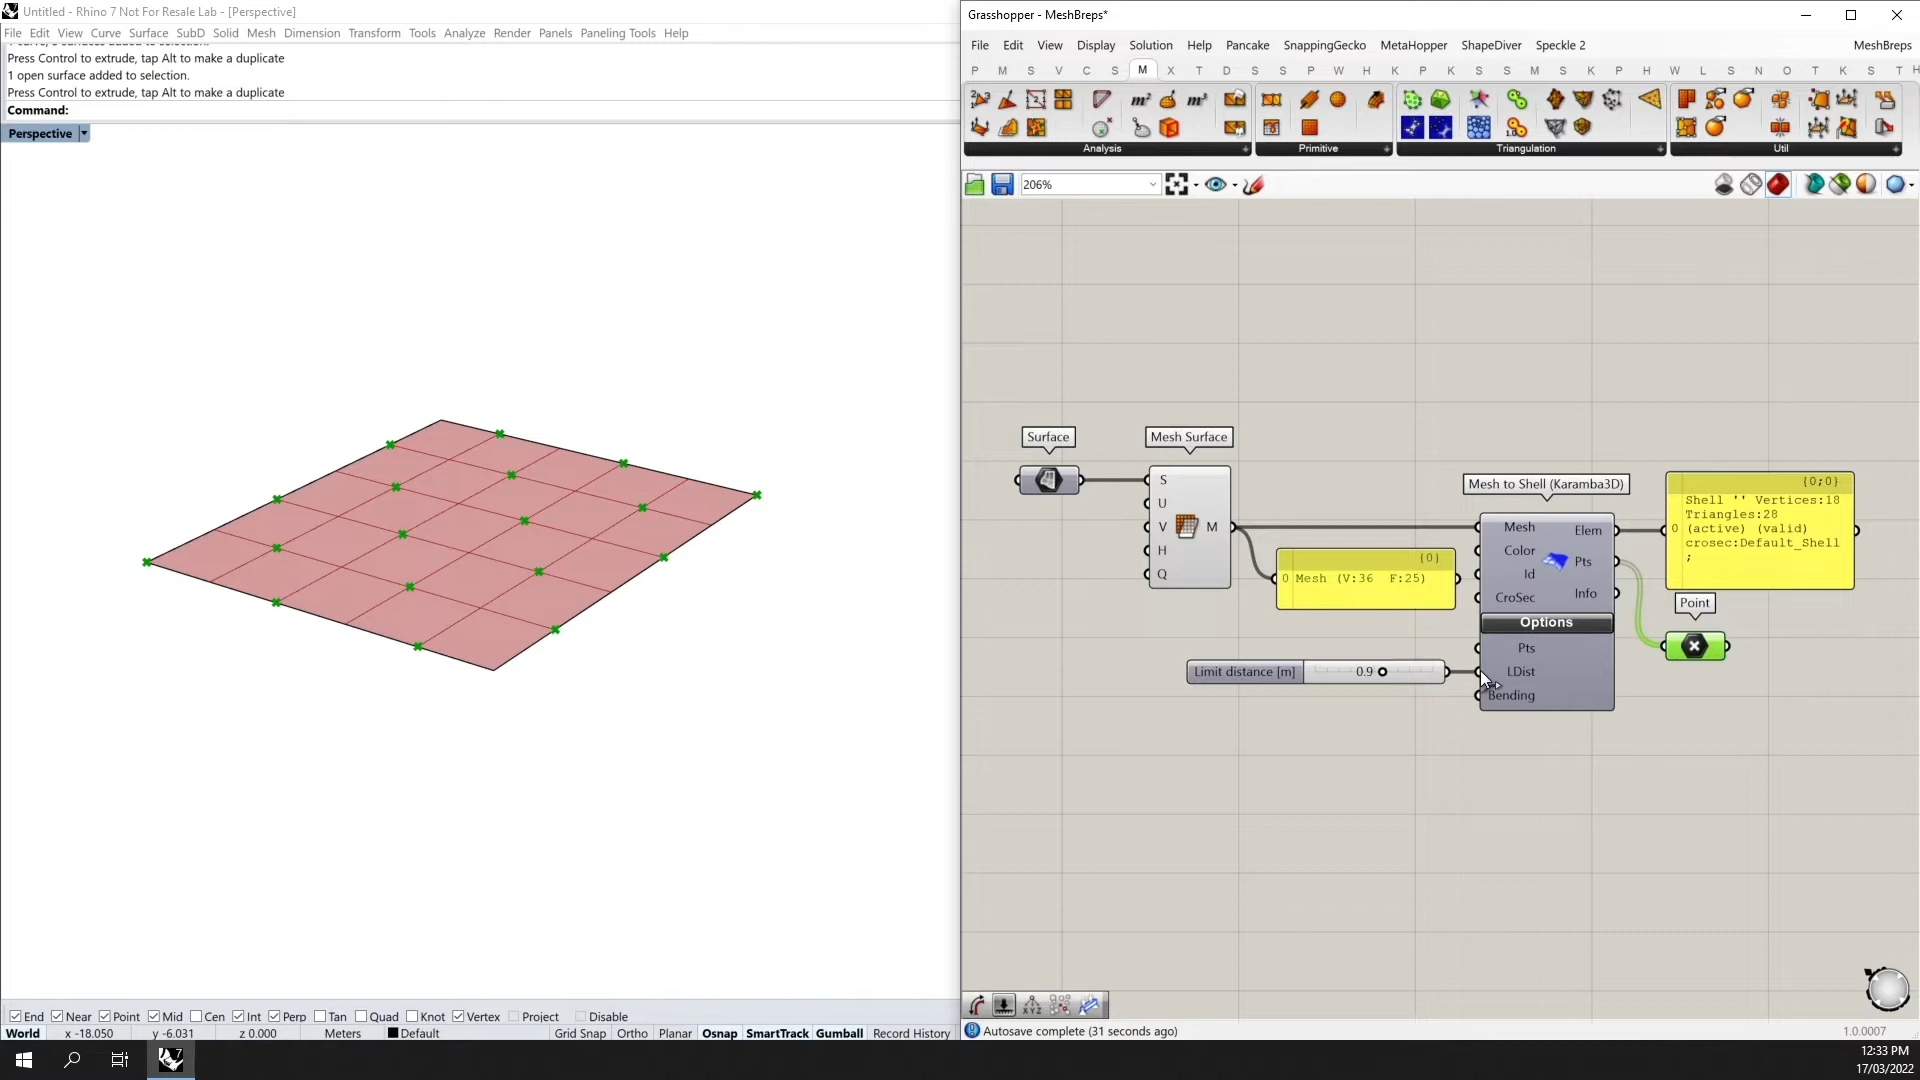 Untitled - Rhino 7 Not For Resale Lab - [Perspective]
File Edit View Curve Surface SubD Solid Mesh Dimension Transform Tools Analyze Render Panels Paneling Tools Help
Press Control to extrude, tap Alt to make a duplicate
1 open surface added to selection.
Press Control to extrude, tap Alt to make a duplicate
Command:
Perspective
End Near Point Mid Cen Int Perp Tan Quad Knot Vertex Project Disable
World x -18.050 y -6.031 z 0.000 Meters Default Grid Snap Ortho Planar Osnap SmartTrack Gumball Record History
Grasshopper - MeshBreps*
File Edit View Display Solution Help Pancake SnappingGecko MetaHopper ShapeDiver Speckle 2 MeshBreps
P M S V C S M X T D S S P W H K P K S S M S K P H W L S N O T K S T H
Analysis Primitive Triangulation Util
206%
Surface
Mesh Surface
S
U
V M
H
Q
{0}
0 Mesh (V:36 F:25)
Limit distance [m] 0.9
Mesh to Shell (Karamba3D)
Mesh Elem
Color
Pts
Id
CroSec Info
Options
Pts
LDist
Bending
{0;0}
Shell '' Vertices:18
Triangles:28
0 (active) (valid)
crosec:Default_Shell
;
Point
Autosave complete (31 seconds ago)
1.0.0007
12:33 PM
17/03/2022